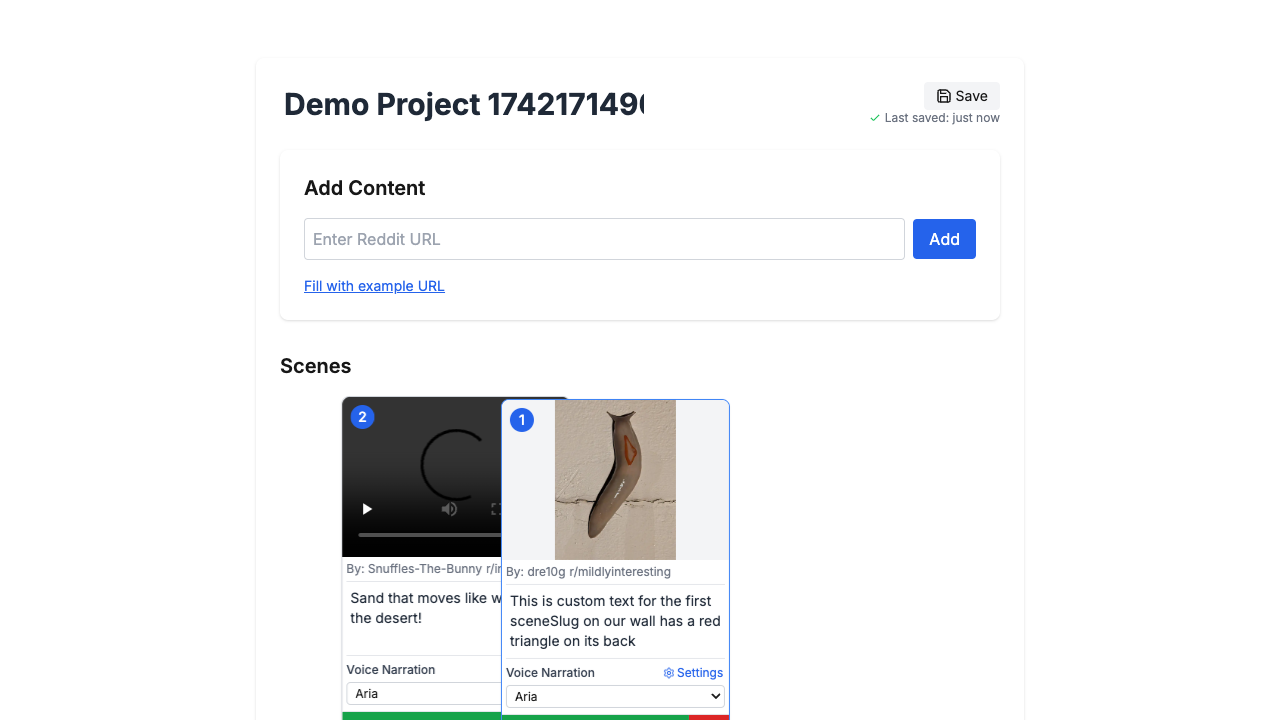 Demo Project 174217149
Save
Last saved: just now
Add Content
Enter Reddit URL
Add
Fill with example URL
Scenes
2
By: Snuffles-The-Bunny
Sand that moves like
the desert!
Voice Narration
Aria
1
By: dre10g r/mildlyinteresting
This is custom text for the first
sceneSlug on our wall has a red
triangle on its back
Voice Narration
Settings
Aria